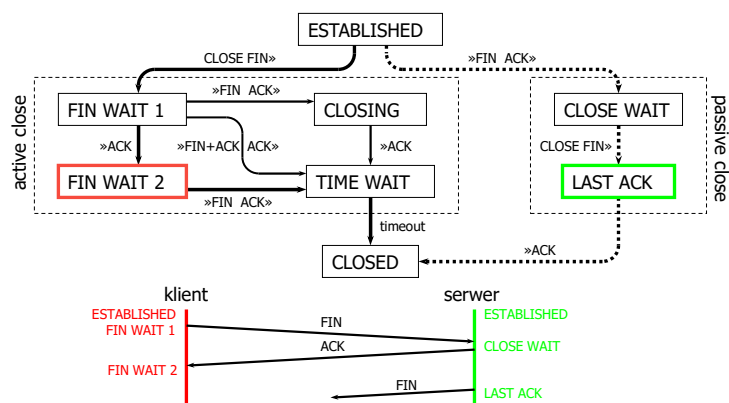 ESTABLISHED
CLOSE FIN»
»FIN ACK»
active close
FIN WAIT 1
»FIN ACK»
CLOSING
CLOSE WAIT
passive close
»ACK
»FIN+ACK ACK»
»ACK
CLOSE FIN»
FIN WAIT 2
TIME WAIT
LAST ACK
»FIN ACK»
timeout
CLOSED
»ACK
klient
serwer
ESTABLISHED
ESTABLISHED
FIN WAIT 1
FIN
ACK
CLOSE WAIT
FIN WAIT 2
FIN
LAST ACK